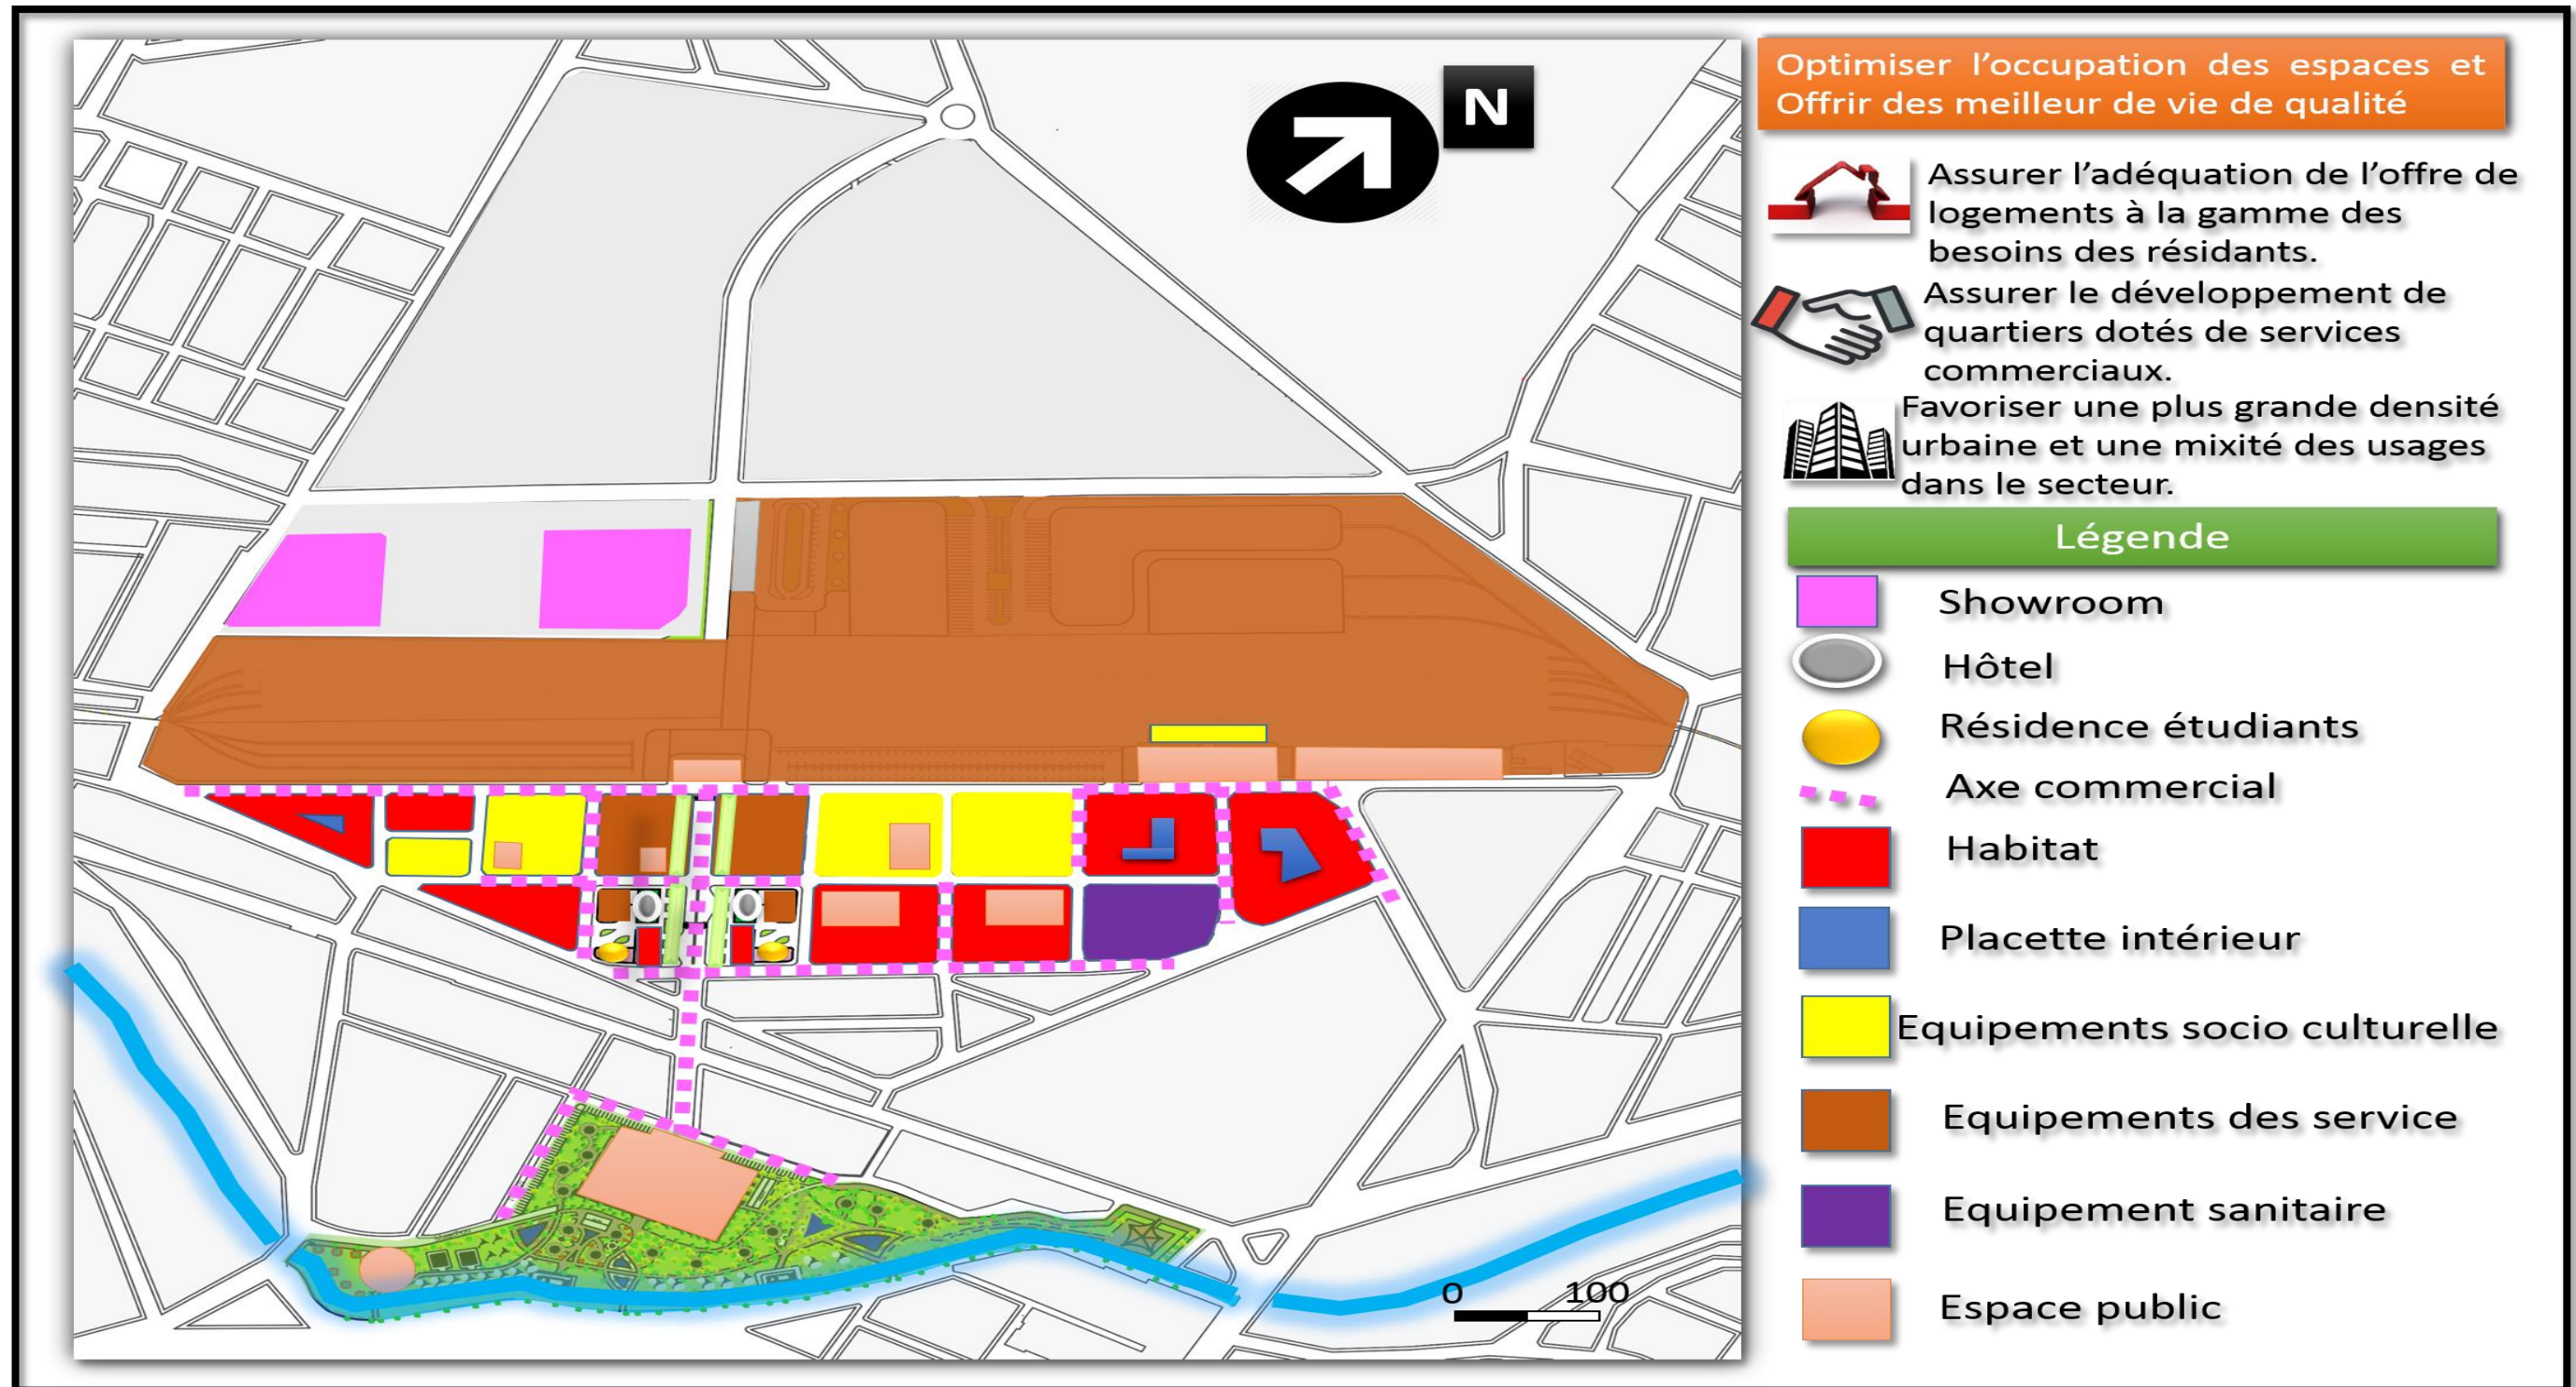 N
Optimiser l’occupation des espaces et
Offrir des meilleur de vie de qualité
Assurer l’adéquation de l’offre de
logements à la gamme des
besoins des résidants.
Assurer le développement de
quartiers dotés de services
commerciaux.
Favoriser une plus grande densité
urbaine et une mixité des usages
dans le secteur.
Légende
Showroom
Hôtel
Résidence étudiants
Axe commercial
Habitat
Placette intérieur
Equipements socio culturelle
Equipements des service
Equipement sanitaire
Espace public
0 100